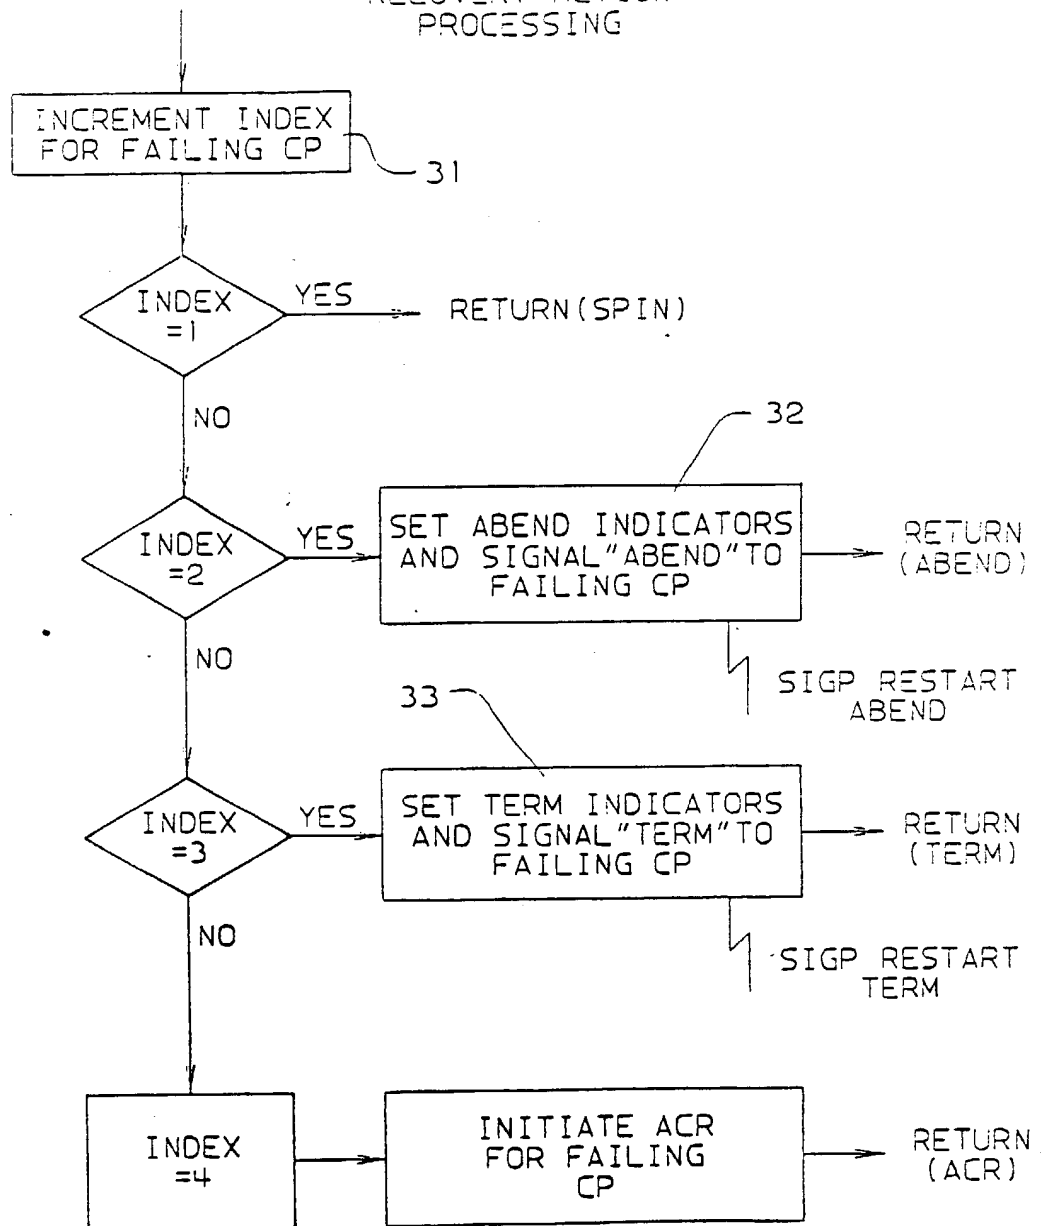 PROCESSING
INCREMENT INDEX
FOR FAILING CP
31
INDEX
=1
YES
RETURN(SPIN)
NO
32
INDEX
=2
YES
SET ABEND INDICATORS
AND SIGNAL"ABEND"TO
FAILING CP
RETURN
(ABEND)
NO
SIGP RESTART
ABEND
33
INDEX
=3
YES
SET TERM INDICATORS
AND SIGNAL"TERM"TO
FAILING CP
RETURN
(TERM)
NO
SIGP RESTART
TERM
INDEX
=4
INITIATE ACR
FOR FAILING
CP
RETURN
(ACR)